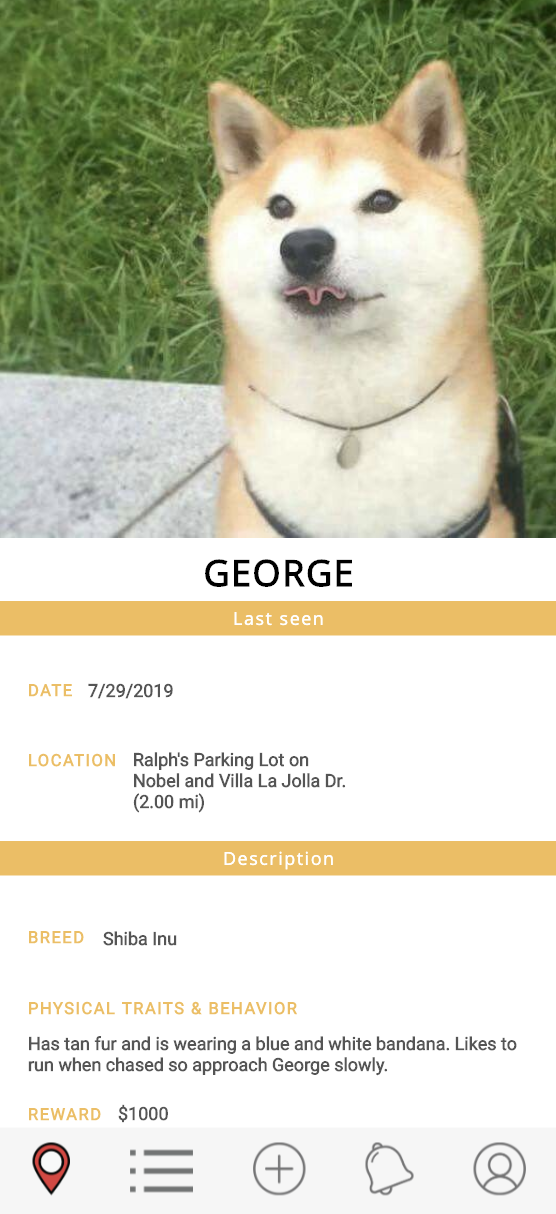 GEORGE
Last seen
DATE 7/29/2019
LOCATION Ralph's Parking Lot on
Nobel and Villa La Jolla Dr.
(2.00 mi)
Description
BREED Shiba Inu
PHYSICAL TRAITS & BEHAVIOR
Has tan fur and is wearing a blue and white bandana. Likes to
run when chased so approach George slowly.
REWARD $1000